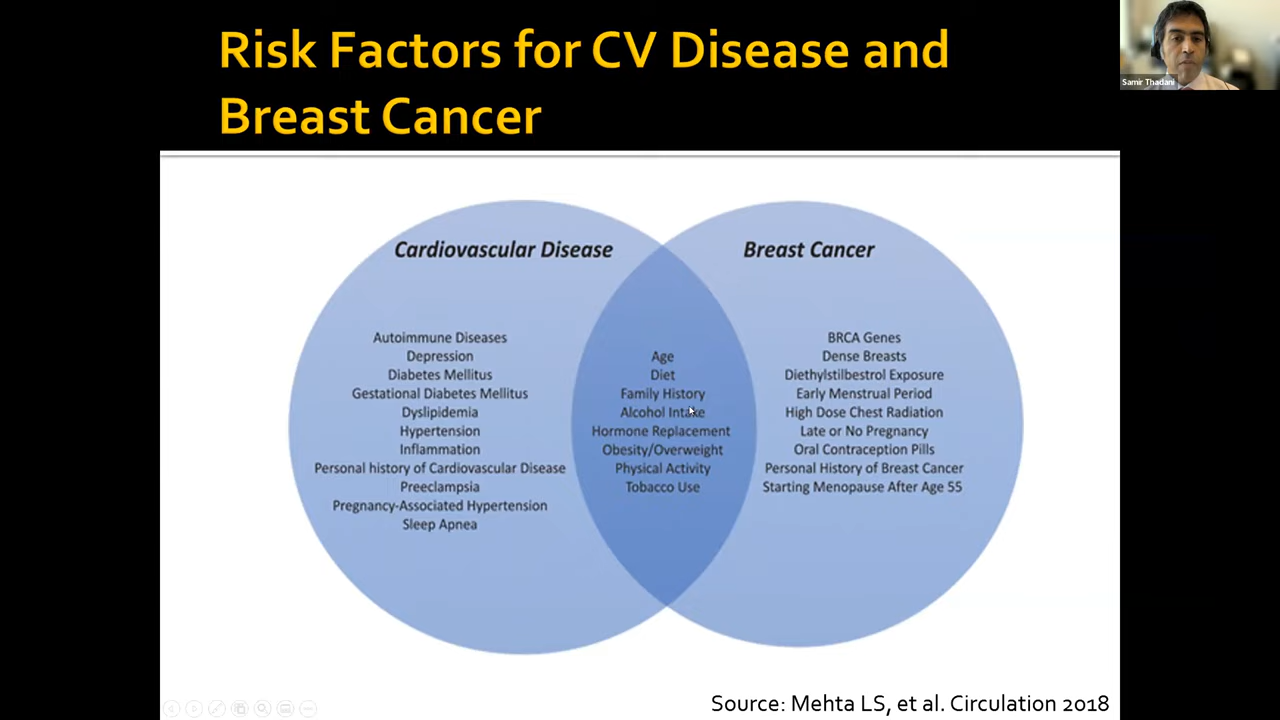 Risk Factors for CV Disease and
Breast Cancer
Samir Thadani
Cardiovascular Disease
Autoimmune Diseases
Depression
Diabetes Mellitus
Gestational Diabetes Mellitus
Dyslipidemia
Hypertension
Inflammation
Personal history of Cardiovascular Disease
Preeclampsia
Pregnancy-Associated Hypertension
Sleep Apnea
Age
Diet
Family History
Alcohol Intake
Hormone Replacement
Obesity/Overweight
Physical Activity
Tobacco Use
Breast Cancer
BRCA Genes
Dense Breasts
Diethylstilbestrol Exposure
Early Menstrual Period
High Dose Chest Radiation
Late or No Pregnancy
Oral Contraception Pills
Personal History of Breast Cancer
Starting Menopause After Age 55
Source: Mehta LS, et al. Circulation 2018